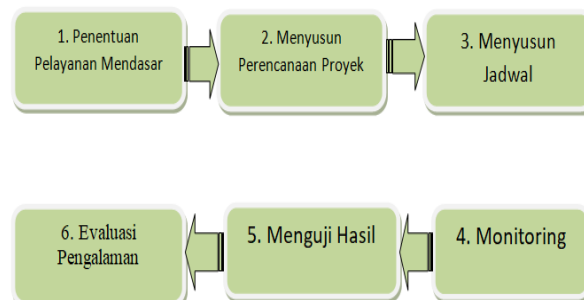 1. Penentuan
Pelayanan Mendasar
2. Menyusun
Perencanaan Proyek
3. Menyusun
Jadwal
4. Monitoring
5. Menguji Hasil
6. Evaluasi
Pengalaman